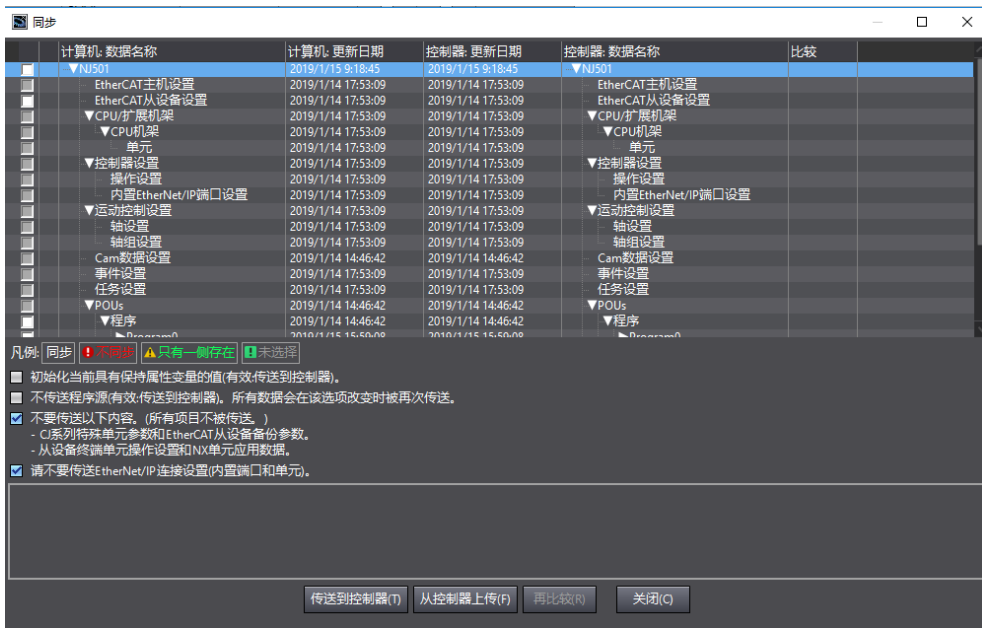 同步
计算机: 数据名称 计算机: 更新日期 控制器: 更新日期 控制器: 数据名称 比较
▼NJ501 2019/1/15 9:18:45 2019/1/15 9:18:45 ▼NJ501
EtherCAT主机设置 2019/1/14 17:53:09 2019/1/14 17:53:09 EtherCAT主机设置
EtherCAT从设备设置 2019/1/14 17:53:09 2019/1/14 17:53:09 EtherCAT从设备设置
▼CPU/扩展机架 2019/1/14 17:53:09 2019/1/14 17:53:09 ▼CPU/扩展机架
▼CPU机架 2019/1/14 17:53:09 2019/1/14 17:53:09 ▼CPU机架
单元 2019/1/14 17:53:09 2019/1/14 17:53:09 单元
▼控制器设置 2019/1/14 17:53:09 2019/1/14 17:53:09 ▼控制器设置
操作设置 2019/1/14 17:53:09 2019/1/14 17:53:09 操作设置
内置EtherNet/IP端口设置 2019/1/14 17:53:09 2019/1/14 17:53:09 内置EtherNet/IP端口设置
▼运动控制设置 2019/1/14 17:53:09 2019/1/14 17:53:09 ▼运动控制设置
轴设置 2019/1/14 17:53:09 2019/1/14 17:53:09 轴设置
轴组设置 2019/1/14 17:53:09 2019/1/14 17:53:09 轴组设置
Cam数据设置 2019/1/14 14:46:42 2019/1/14 14:46:42 Cam数据设置
事件设置 2019/1/14 17:53:09 2019/1/14 17:53:09 事件设置
任务设置 2019/1/14 17:53:09 2019/1/14 17:53:09 任务设置
▼POUs 2019/1/14 14:46:42 2019/1/14 14:46:42 ▼POUs
▼程序 2019/1/14 14:46:42 2019/1/14 14:46:42 ▼程序
▶Program0 2019/1/15 15:59:08 2019/1/15 15:59:08 ▶Program0
凡例: 同步 不同步 只有一侧存在 未选择
初始化当前具有保持属性变量的值(有效:传送到控制器)。
不传送程序源(有效:传送到控制器)。所有数据会在该选项改变时被再次传送。
不要传送以下内容。(所有项目不被传送。)
- CJ系列特殊单元参数和EtherCAT从设备备份参数。
- 从设备终端单元操作设置和NX单元应用数据。
请不要传送EtherNet/IP连接设置(内置端口和单元)。
传送到控制器(T) 从控制器上传(F) 再比较(R) 关闭(C)